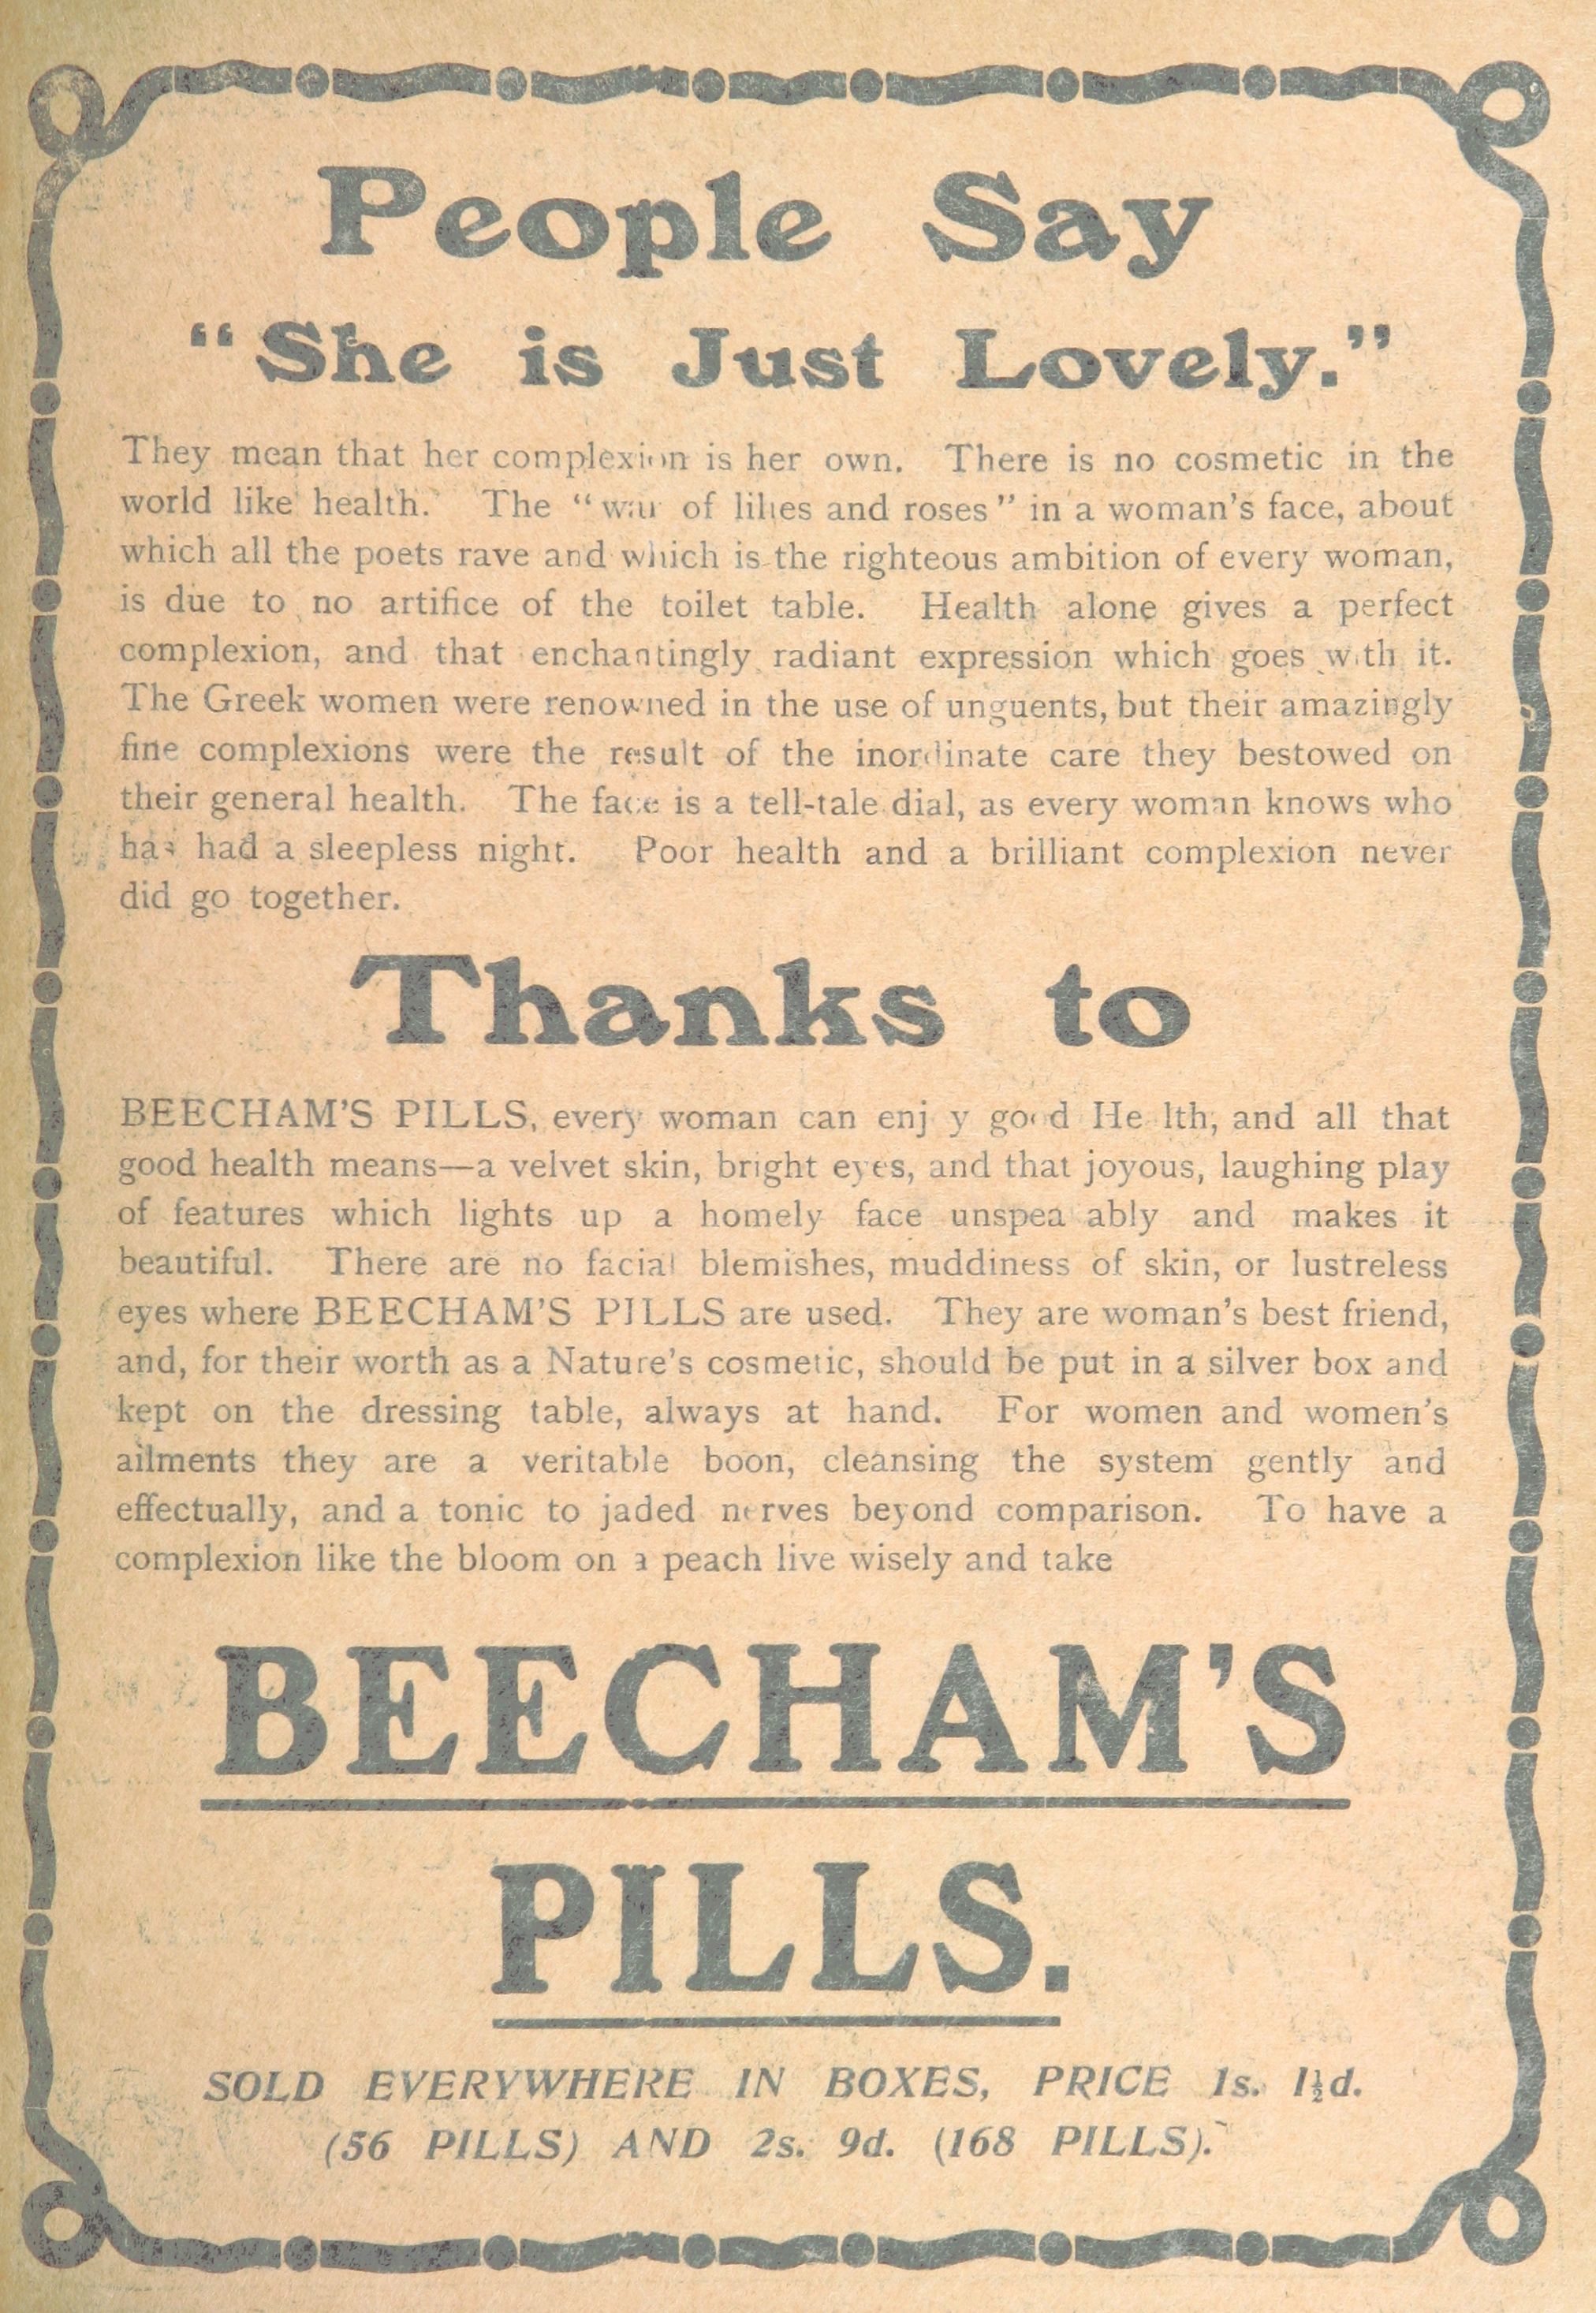 People Say
“She is Just Lovely.”
They mean that her complexion is her own. There is no cosmetic in the
world like health. The “war of lilies and roses” in a woman’s face, about
which all the poets rave and which is the righteous ambition of every woman,
is due to no artifice of the toilet table. Health alone gives a perfect
complexion, and that enchantingly radiant expression which goes with it.
The Greek women were renowned in the use of unguents, but their amazingly
fine complexions were the result of the inordinate care they bestowed on
their general health. The face is a tell-tale dial, as every woman knows who
has had a sleepless night. Poor health and a brilliant complexion never
did go together.
Thanks to
BEECHAM’S PILLS, every woman can enj y good He lth, and all that
good health means—a velvet skin, bright eyes, and that joyous, laughing play
of features which lights up a homely face unspea ably and makes it
beautiful. There are no facial blemishes, muddiness of skin, or lustreless
eyes where BEECHAM’S PILLS are used. They are woman’s best friend,
and, for their worth as a Nature’s cosmetic, should be put in a silver box and
kept on the dressing table, always at hand. For women and women’s
ailments they are a veritable boon, cleansing the system gently and
effectually, and a tonic to jaded nerves beyond comparison. To have a
complexion like the bloom on a peach live wisely and take
BEECHAM’S
PILLS.
SOLD EVERYWHERE IN BOXES, PRICE 1s. 1½d.
(56 PILLS) AND 2s. 9d. (168 PILLS).